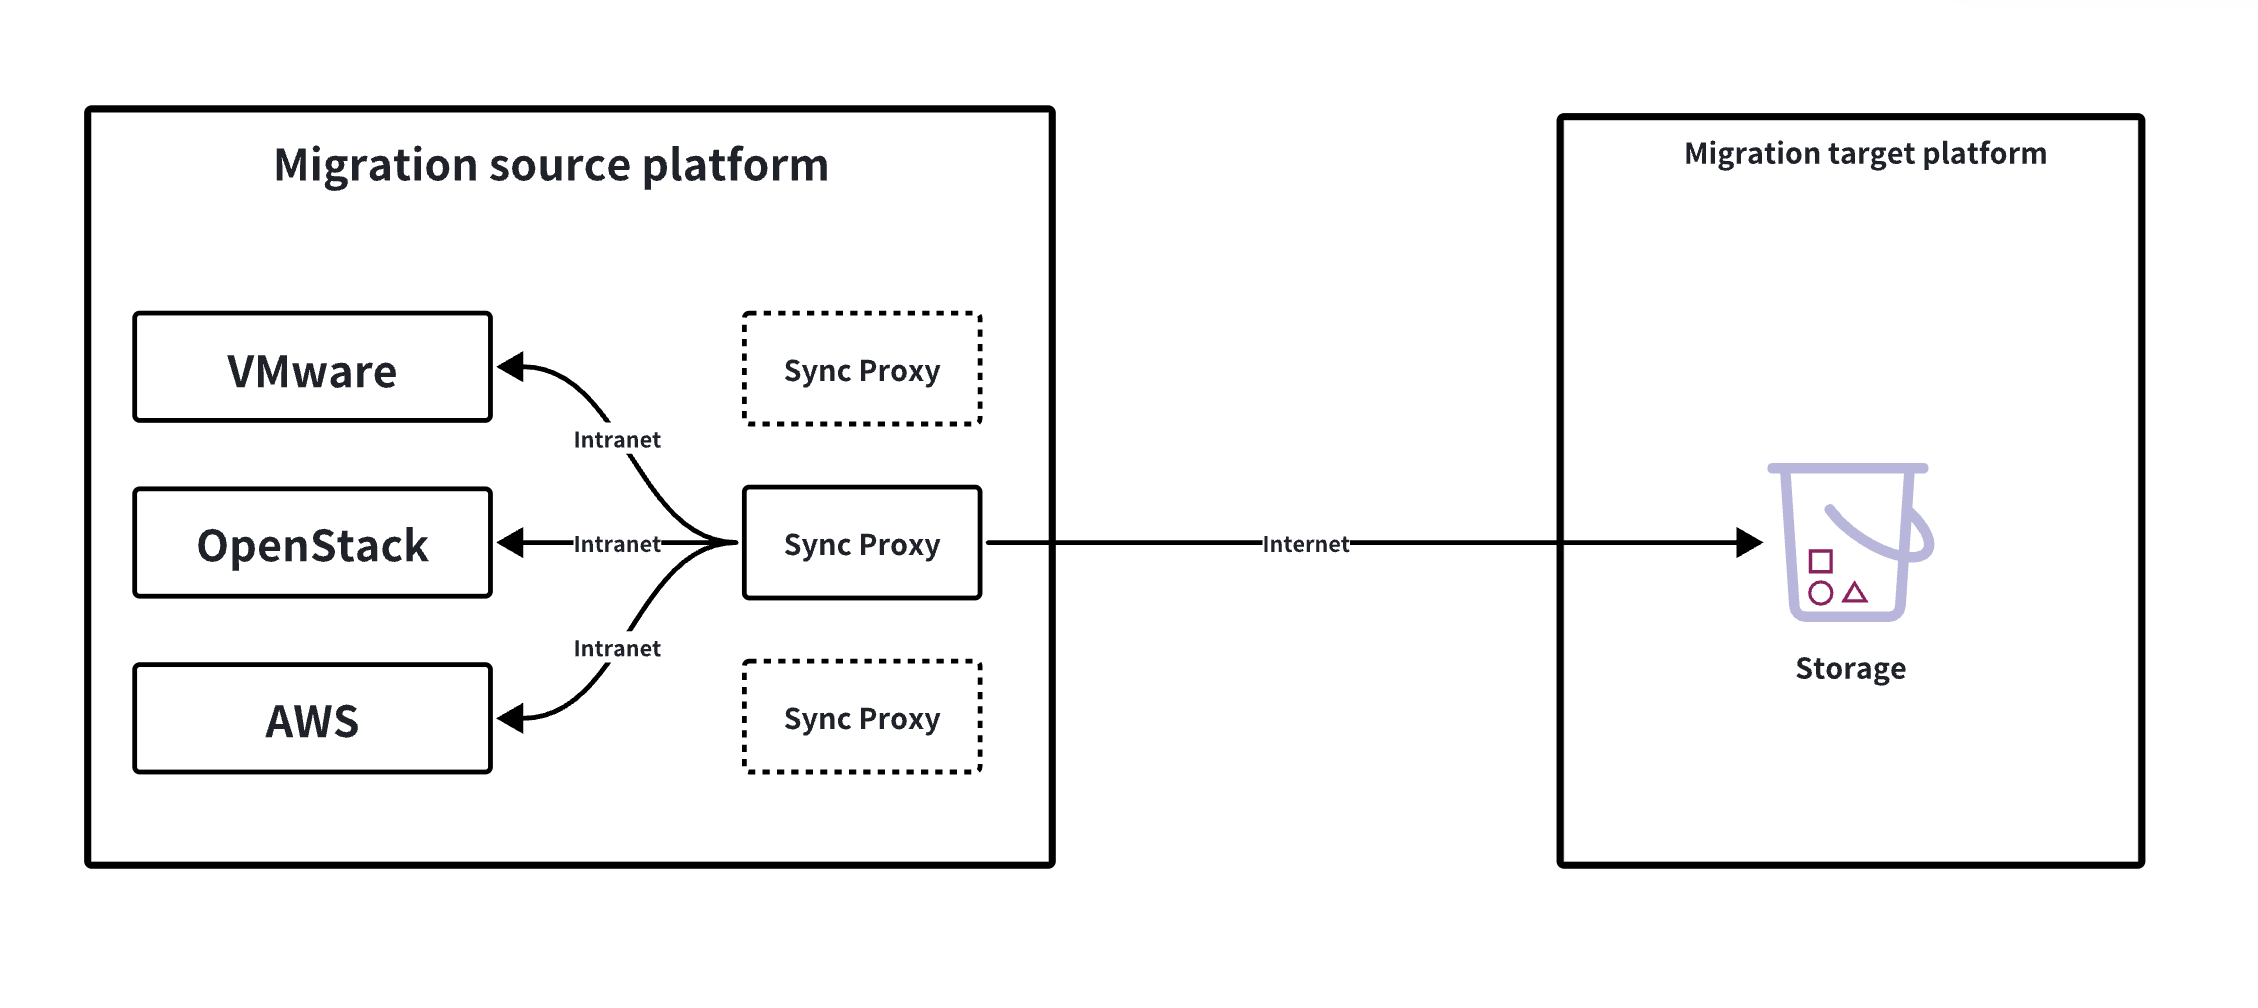 Migration source platform
Migration target platform
VMware
Sync Proxy
Intranet
OpenStack
Intranet
Sync Proxy
Internet
Intranet
Storage
AWS
Sync Proxy